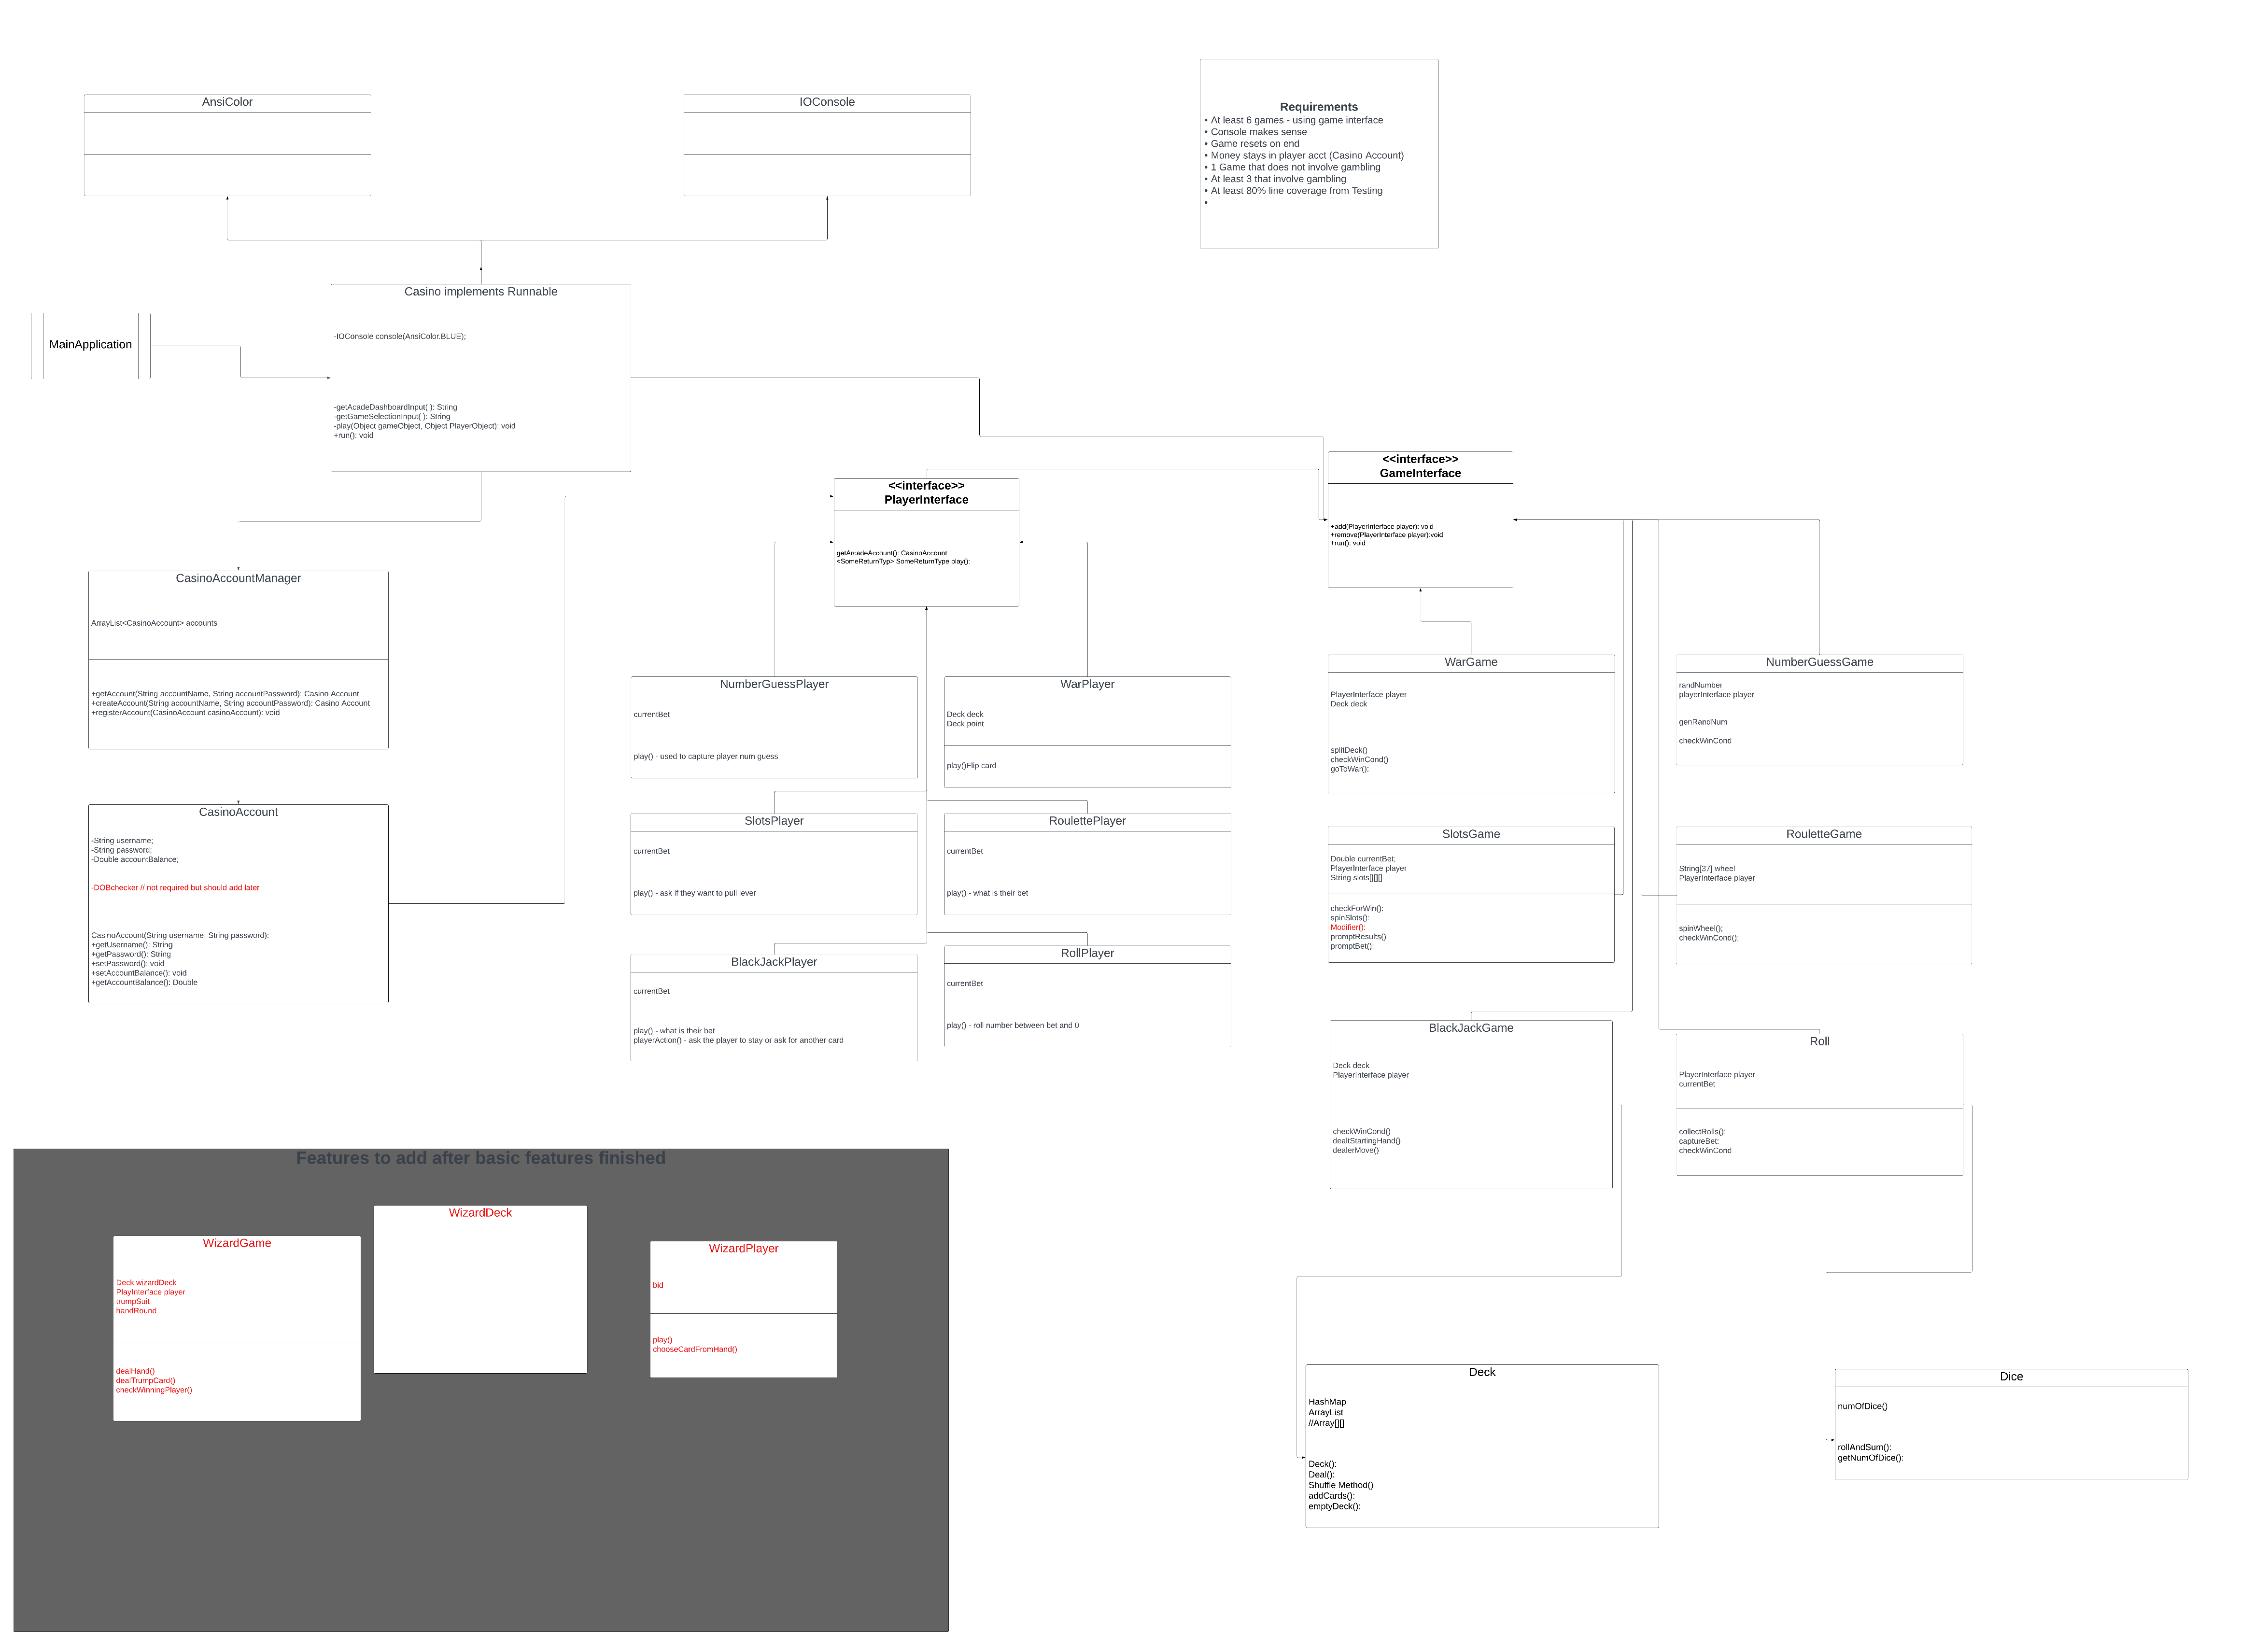 AnsiColor
IOConsole
Requirements
• At least 6 games - using game interface
• Console makes sense
• Game resets on end
• Money stays in player acct (Casino Account)
• 1 Game that does not involve gambling
• At least 3 that involve gambling
• At least 80% line coverage from Testing
•
MainApplication
Casino implements Runnable
-IOConsole console(AnsiColor.BLUE);
-getAcadeDashboardInput( ): String
-getGameSelectionInput( ): String
-play(Object gameObject, Object PlayerObject): void
+run(): void
<<interface>>
PlayerInterface
getArcadeAccount(): CasinoAccount
<SomeReturnTyp> SomeReturnType play():
<<interface>>
GameInterface
+add(PlayerInterface player): void
+remove(PlayerInterface player):void
+run(): void
CasinoAccountManager
ArrayList<CasinoAccount> accounts
+getAccount(String accountName, String accountPassword): Casino Account
+createAccount(String accountName, String accountPassword): Casino Account
+registerAccount(CasinoAccount casinoAccount): void
CasinoAccount
-String username;
-String password;
-Double accountBalance;
-DOBchecker // not required but should add later
CasinoAccount(String username, String password):
+getUsername(): String
+getPassword(): String
+setPassword(): void
+setAccountBalance(): void
+getAccountBalance(): Double
NumberGuessPlayer
currentBet
play() - used to capture player num guess
WarPlayer
Deck deck
Deck point
play()Flip card
SlotsPlayer
currentBet
play() - ask if they want to pull lever
RoulettePlayer
currentBet
play() - what is their bet
BlackJackPlayer
currentBet
play() - what is their bet
playerAction() - ask the player to stay or ask for another card
RollPlayer
currentBet
play() - roll number between bet and 0
WarGame
PlayerInterface player
Deck deck
splitDeck()
checkWinCond()
goToWar():
NumberGuessGame
randNumber
playerInterface player
genRandNum
checkWinCond
SlotsGame
Double currentBet;
PlayerInterface player
String slots[][][]
checkForWin():
spinSlots():
Modifier():
promptResults()
promptBet():
RouletteGame
String[37] wheel
PlayerInterface player
spinWheel();
checkWinCond();
BlackJackGame
Deck deck
PlayerInterface player
checkWinCond()
dealtStartingHand()
dealerMove()
Roll
PlayerInterface player
currentBet
collectRolls():
captureBet:
checkWinCond
Features to add after basic features finished
WizardGame
Deck wizardDeck
PlayInterface player
trumpSuit
handRound
dealHand()
dealTrumpCard()
checkWinningPlayer()
WizardDeck
WizardPlayer
bid
play()
chooseCardFromHand()
Deck
HashMap
ArrayList
//Array[][]
Deck():
Deal():
Shuffle Method()
addCards():
emptyDeck():
Dice
numOfDice()
rollAndSum():
getNumOfDice():